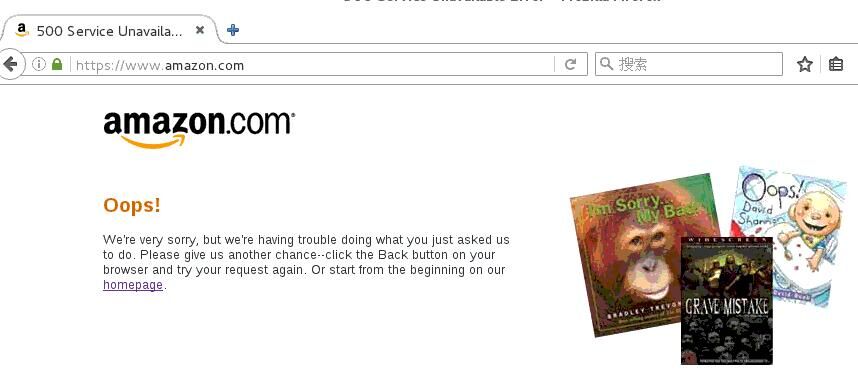 500 Service Unavaila...
https://www.amazon.com
搜索
amazon.com
Oops!
We're very sorry, but we're having trouble doing what you just asked us
to do. Please give us another chance--click the Back button on your
browser and try your request again. Or start from the beginning on our
homepage.
I'm Sorry...
My Bad!
BRADLEY TREVOR
Oops!
David
Shannon
WIDESCREEN
GRAVE MISTAKE